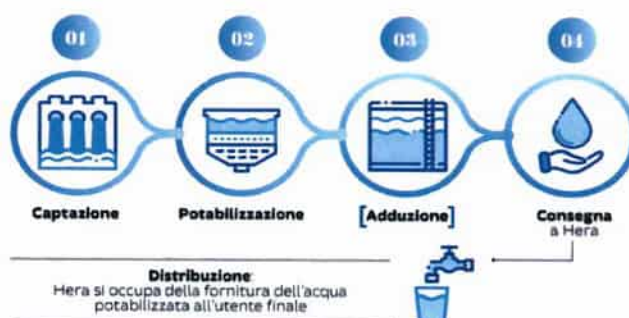 01
02
03
04
Captazione
Potabilizzazione
[Adduzione]
Consegna
a Hera
Distribuzione:
Hera si occupa della fornitura dell'acqua
potabilizzata all'utente finale